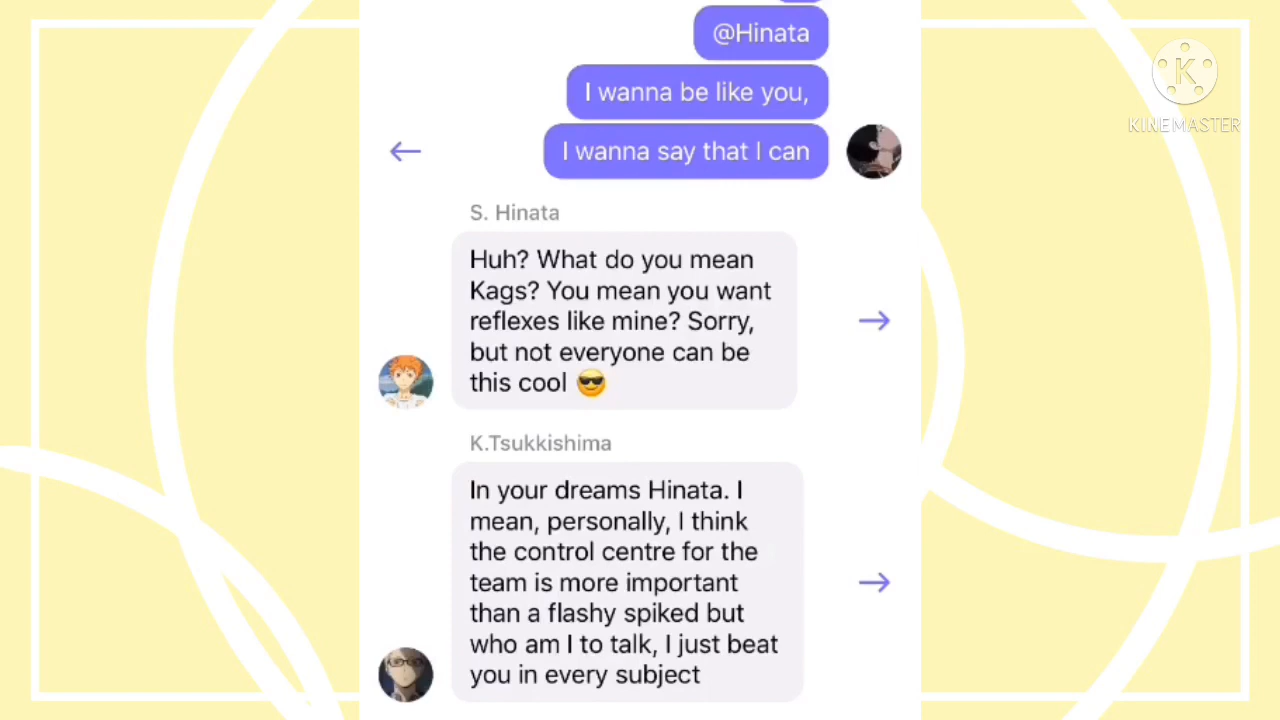 @Hinata
I wanna be like you,
I wanna say that I can
S. Hinata
Huh? What do you mean
Kags? You mean you want
reflexes like mine? Sorry,
but not everyone can be
this cool 😎
K.Tsukkishima
In your dreams Hinata. I
mean, personally, I think
the control centre for the
team is more important
than a flashy spiked but
who am I to talk, I just beat
you in every subject
K
KINEMASTER